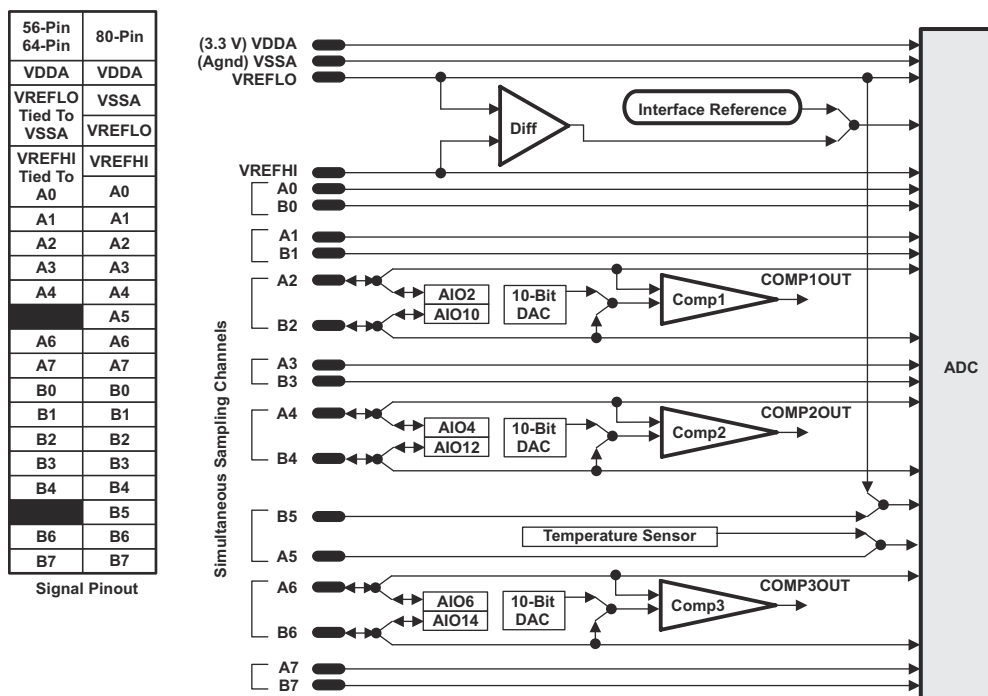 56-Pin
64-Pin
80-Pin
VDDA
VDDA
VREFLO
Tied To
VSSA
VSSA
VREFLO
VREFHI
Tied To
A0
VREFHI
A0
A1
A1
A2
A2
A3
A3
A4
A4
A5
A6
A6
A7
A7
B0
B0
B1
B1
B2
B2
B3
B3
B4
B4
B5
B6
B6
B7
B7
Signal Pinout
(3.3 V) VDDA
(Agnd) VSSA
VREFLO
Diff
Interface Reference
VREFHI
A0
B0
A1
B1
A2
AIO2
AIO10
10-Bit
DAC
Comp1
COMP1OUT
B2
Simultaneous Sampling Channels
A3
B3
ADC
A4
AIO4
AIO12
10-Bit
DAC
Comp2
COMP2OUT
B4
B5
Temperature Sensor
A5
A6
AIO6
AIO14
10-Bit
DAC
Comp3
COMP3OUT
B6
A7
B7